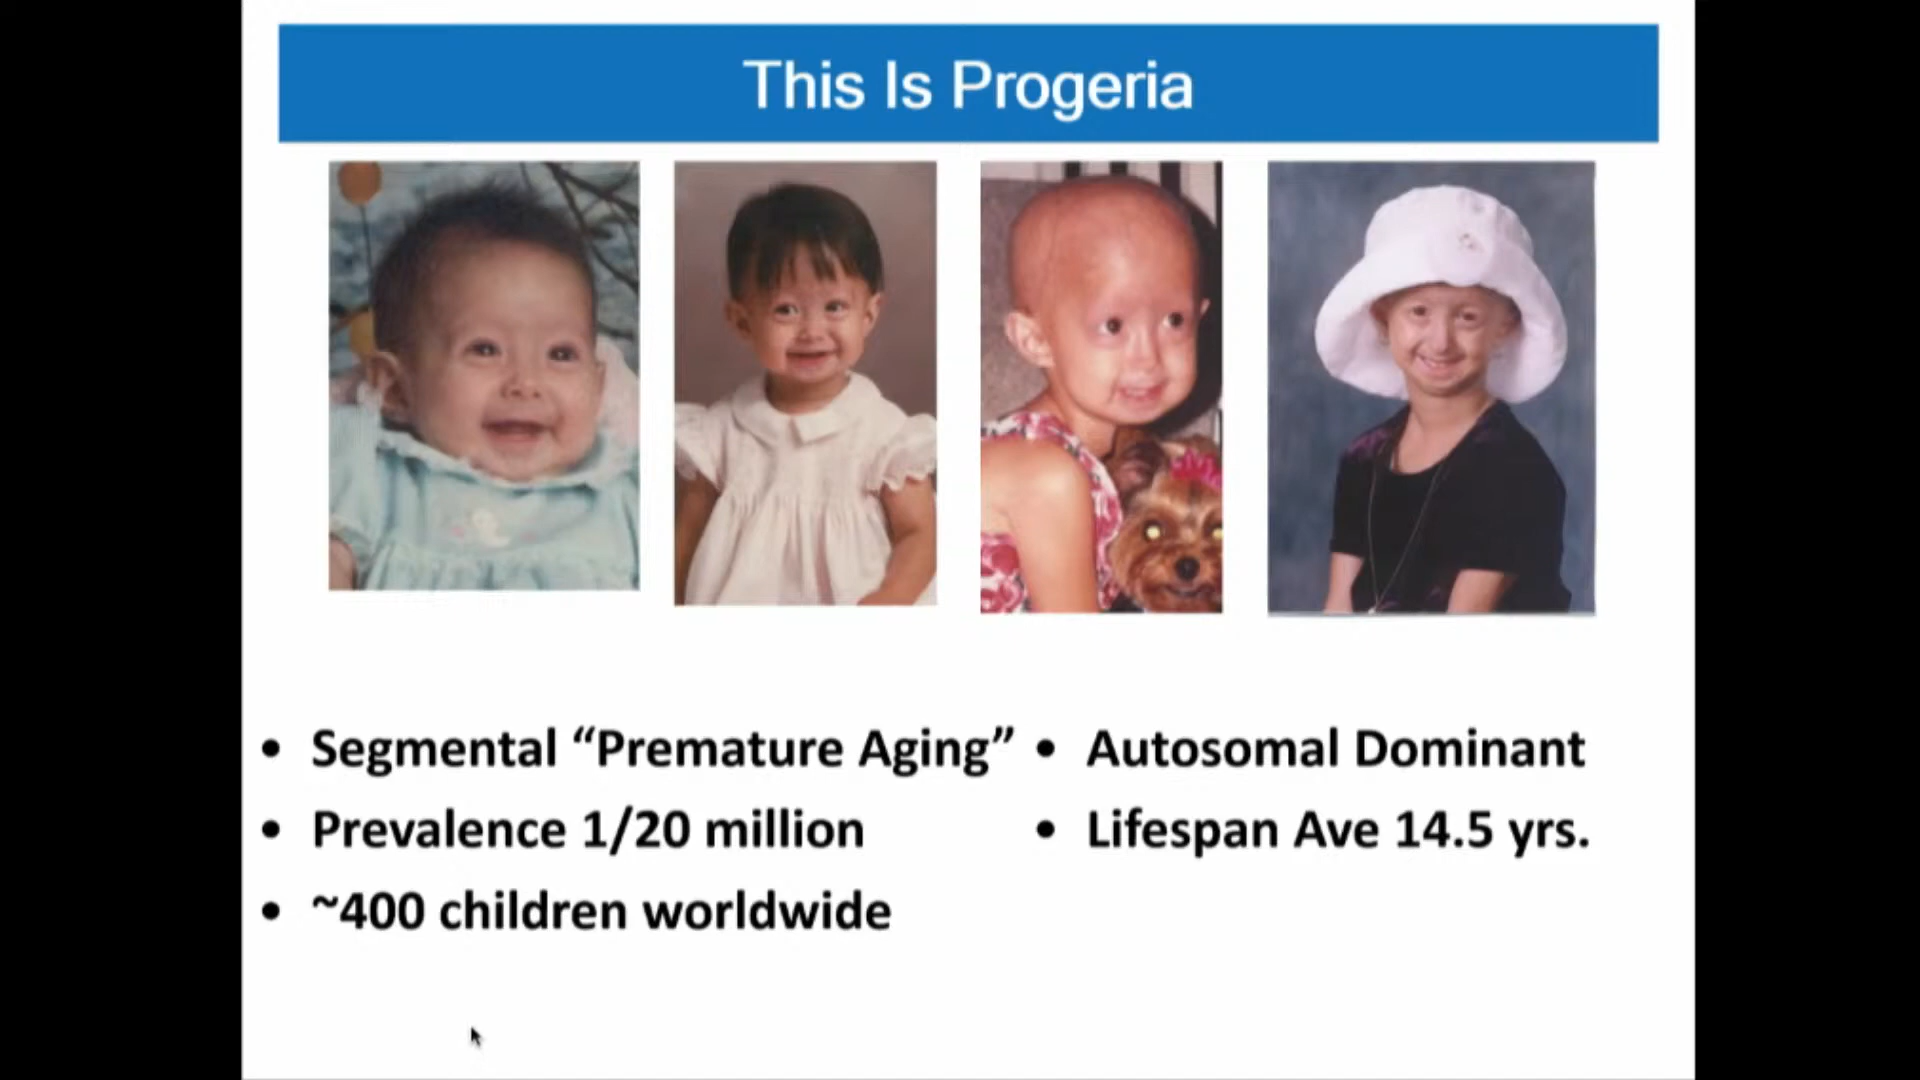 This Is Progeria
• Segmental “Premature Aging”
• Prevalence 1/20 million
• ~400 children worldwide
• Autosomal Dominant
• Lifespan Ave 14.5 yrs.